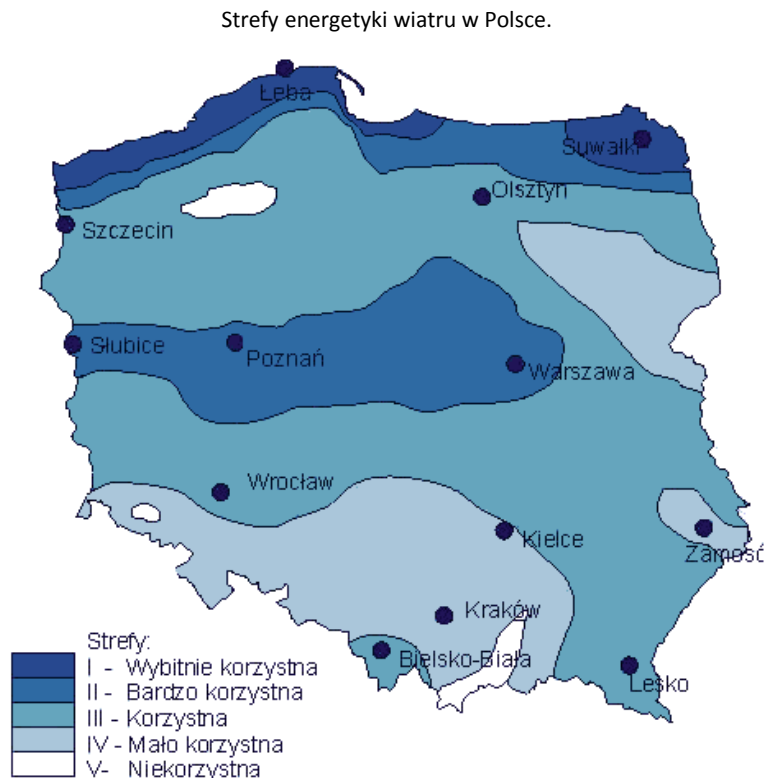 Strefy energetyki wiatru w Polsce.
Łeba
Suwałki
Olsztyn
Szczecin
Słubice
Poznań
Warszawa
Wrocław
Kielce
Zamość
Kraków
Bielsko-Biała
Lesko
Strefy:
I - Wybitnie korzystna
II - Bardzo korzystna
III - Korzystna
IV - Mało korzystna
V- Niekorzystna